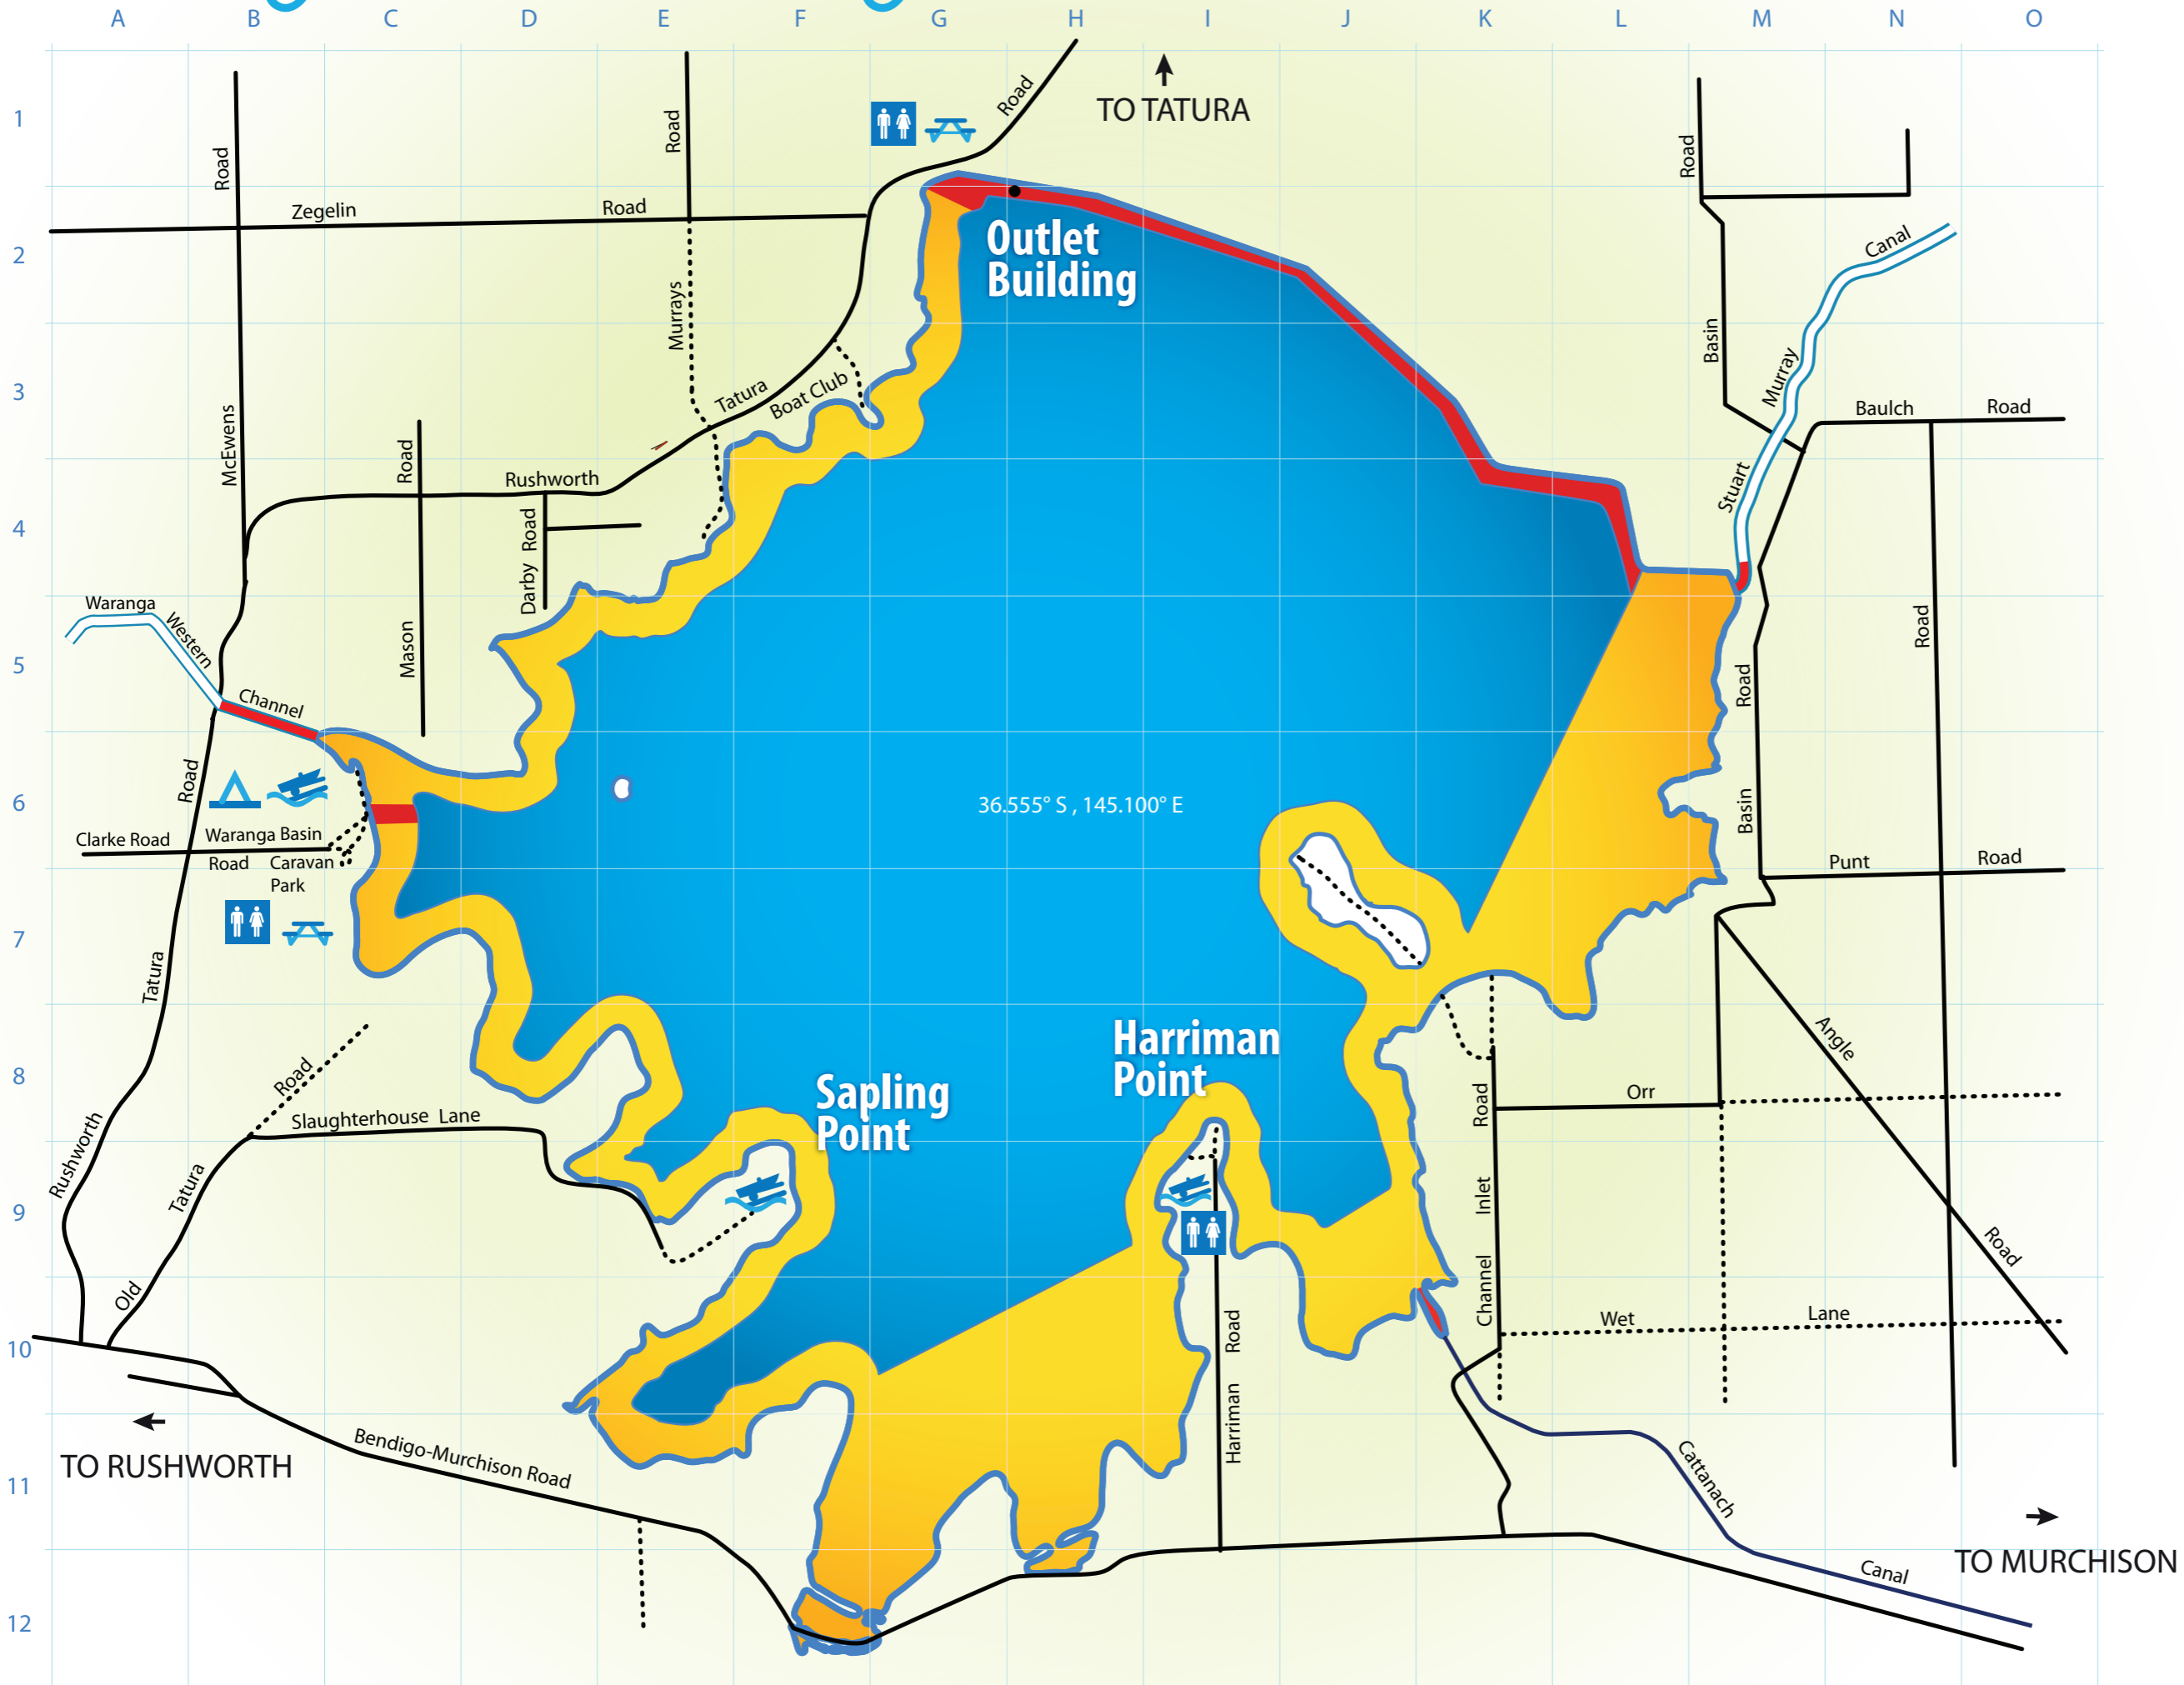 A B C D E F G H I J K L M N O
1
2
3
4
5
6
7
8
9
10
11
12
TO TATURA
Road
Road
Road
Road
Zegelin
Road
Outlet
Building
Canal
Murrays
Basin
Murray
Tatura
Boat Club
Baulch
Road
McEwens
Road
Rushworth
Stuart
Darby Road
Waranga
Western
Channel
Mason
Road
Road
Road
36.555° S , 145.100° E
Basin
Clarke Road
Waranga Basin
Road
Caravan
Park
Punt
Road
Tatura
Harriman
Point
Sapling
Point
Angle
Road
Slaughterhouse Lane
Orr
Road
Rushworth
Tatura
Inlet
Road
Old
Channel
Wet
Lane
Road
Harriman
TO RUSHWORTH
Bendigo-Murchison Road
Cattanach
Canal
TO MURCHISON